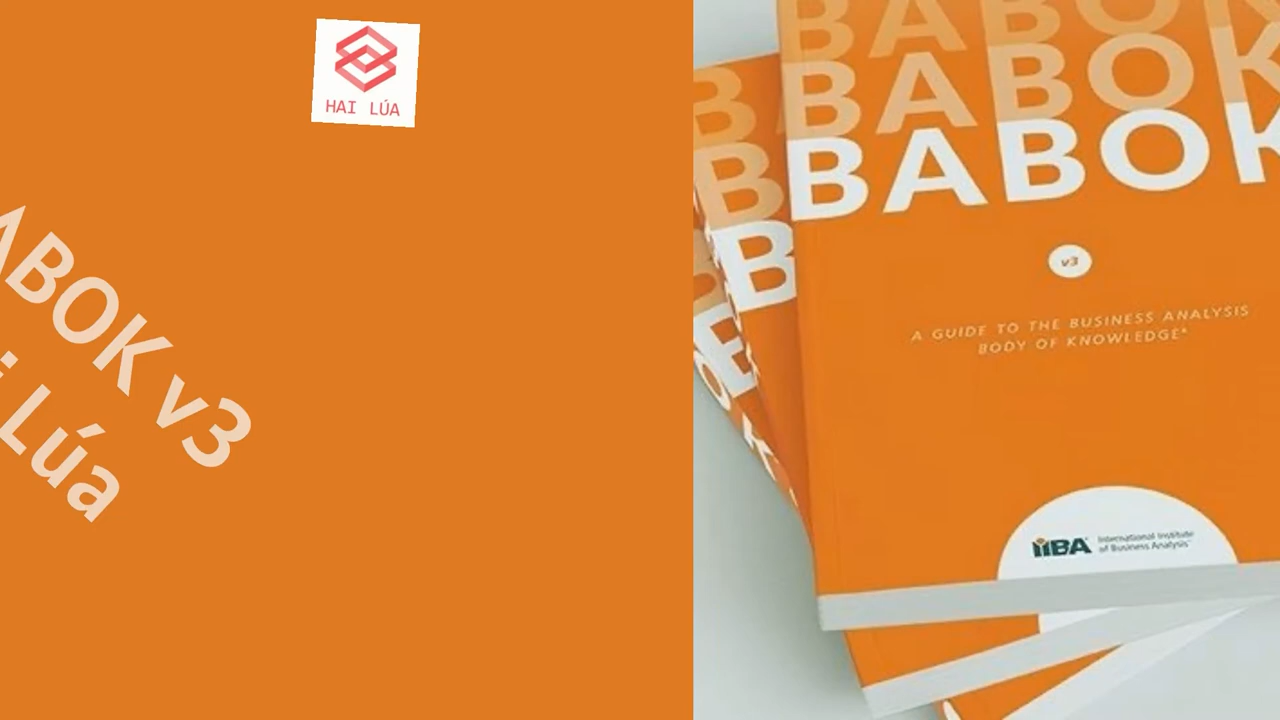 HAI LÚA
ABOK v3
i Lúa
BABOK
BABOK
BABOK
v3
A GUIDE TO THE BUSINESS ANALYSIS
BODY OF KNOWLEDGE®
iiBA® International Institute
of Business Analysis™